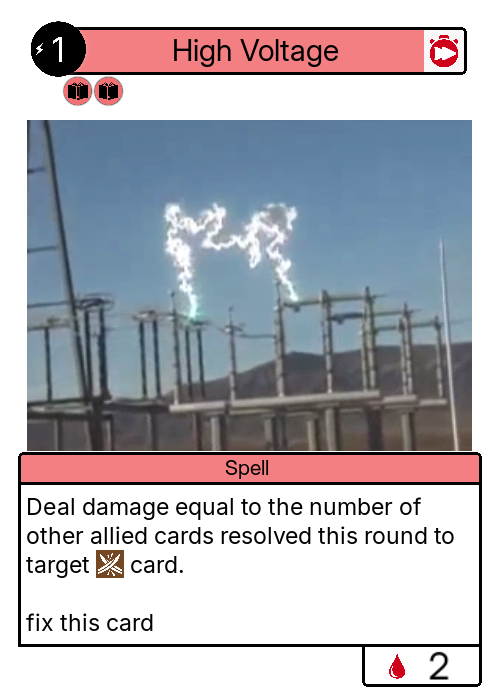 1
High Voltage
Spell
Deal damage equal to the number of
other allied cards resolved this round to
target card.
fix this card
2